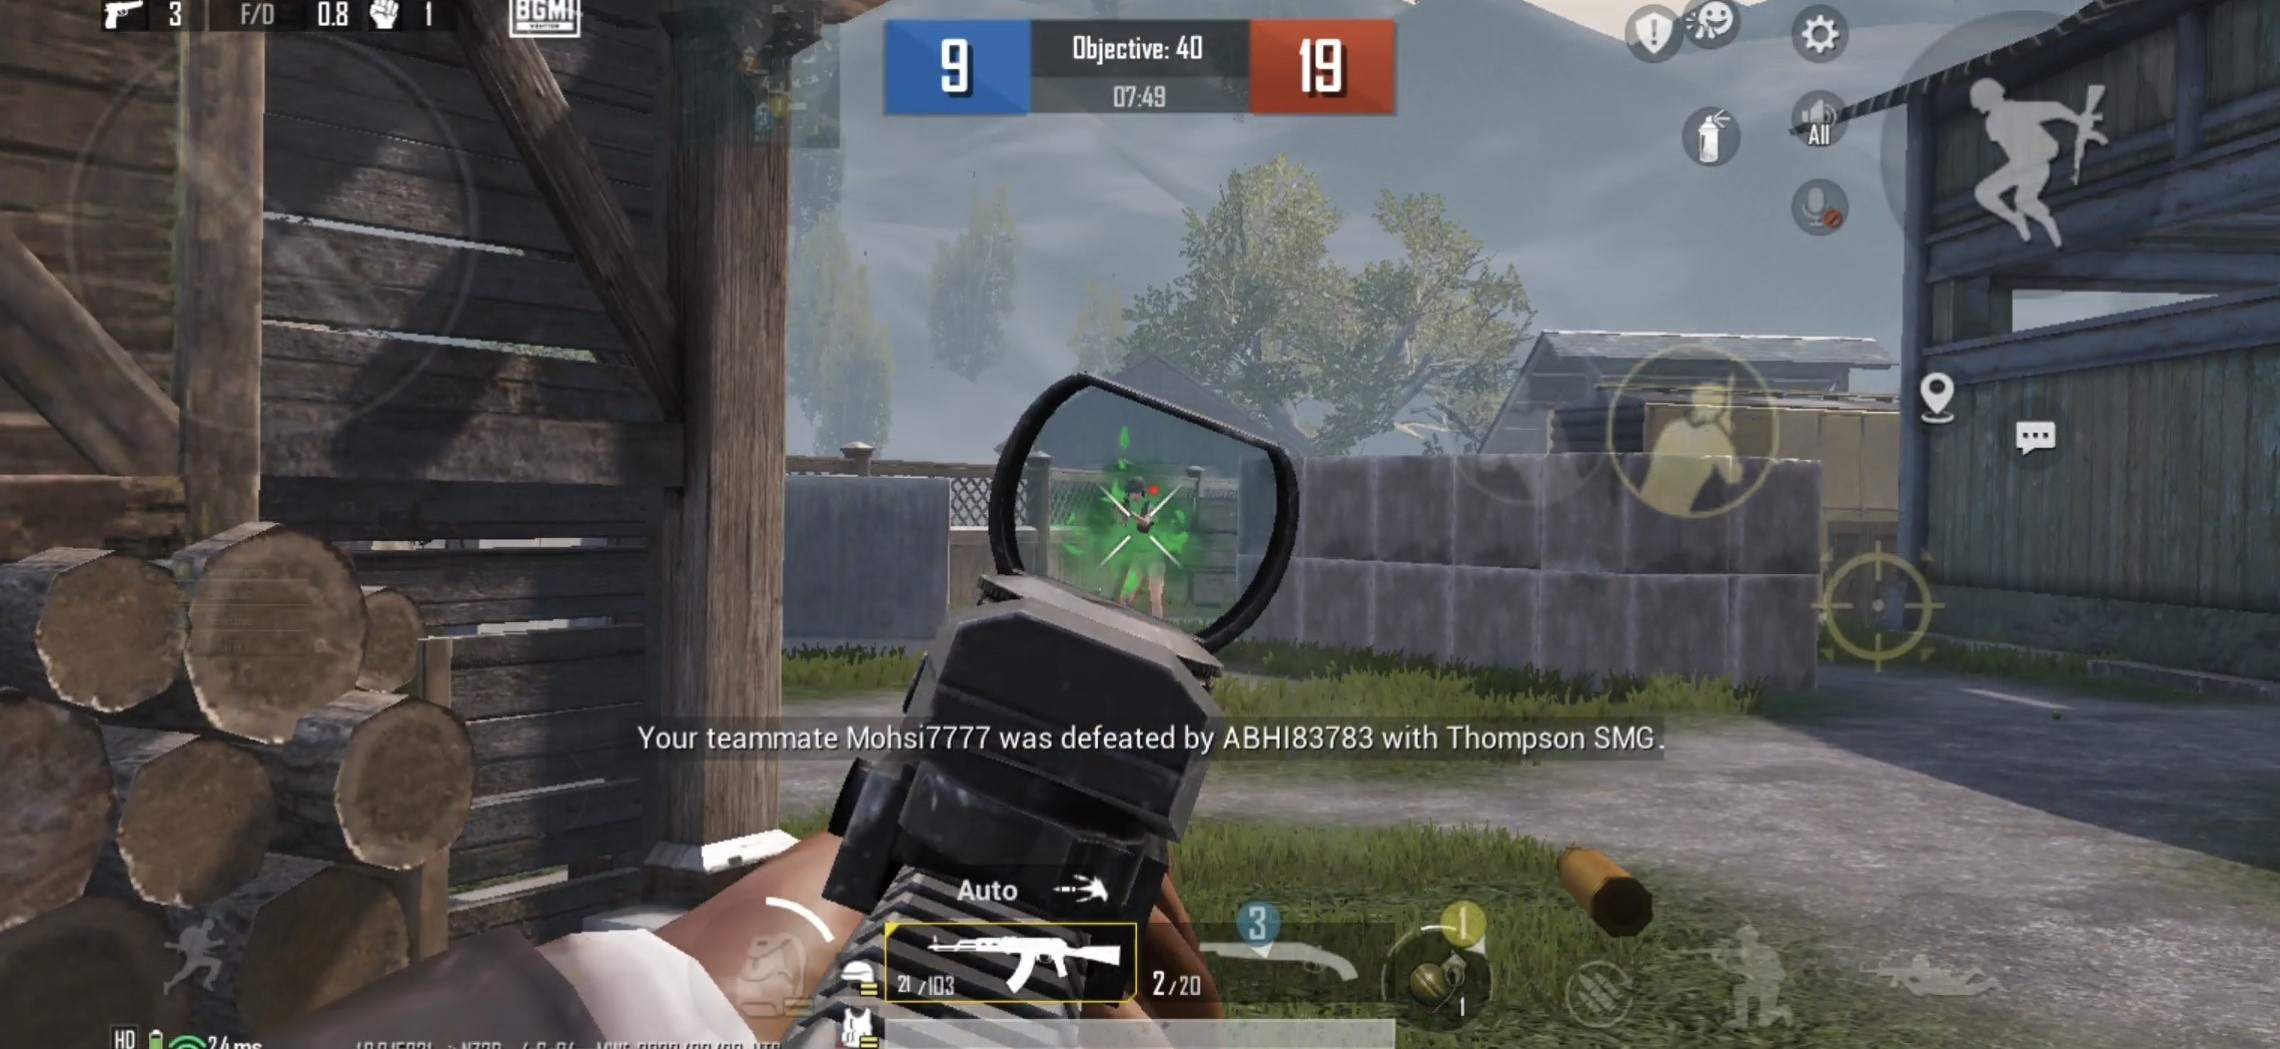 3 F/D 0.8 1
BGMI
9 Objective: 40 19
07:49
All
Your teammate Mohsi7777 was defeated by ABHI83783 with Thompson SMG.
Auto
3 1
21/103 2/20
1
HD 24ms